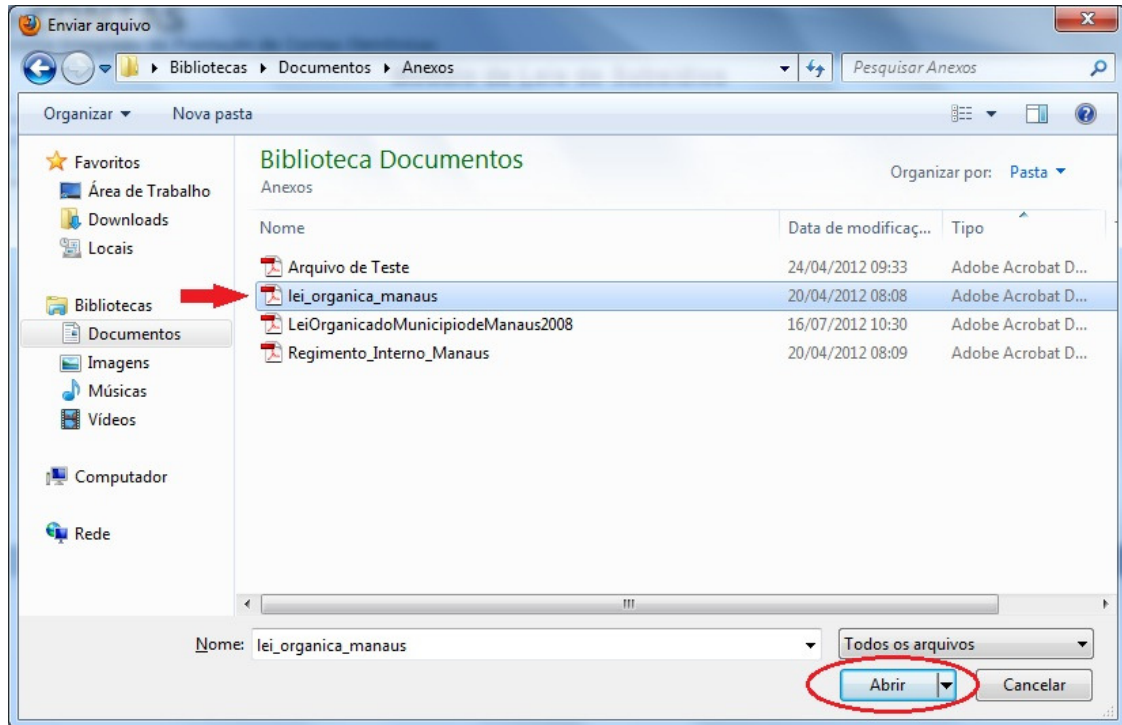 Enviar arquivo
Bibliotecas ▸ Documentos ▸ Anexos
Pesquisar Anexos
Organizar
Nova pasta
Favoritos
Área de Trabalho
Downloads
Locais
Bibliotecas
Documentos
Imagens
Músicas
Vídeos
Computador
Rede
Biblioteca Documentos
Anexos
Organizar por: Pasta
Nome Data de modificaç... Tipo
Arquivo de Teste 24/04/2012 09:33 Adobe Acrobat D...
lei_organica_manaus 20/04/2012 08:08 Adobe Acrobat D...
LeiOrganicadoMunicipiodeManaus2008 16/07/2012 10:30 Adobe Acrobat D...
Regimento_Interno_Manaus 20/04/2012 08:09 Adobe Acrobat D...
Nome: lei_organica_manaus
Todos os arquivos
Abrir
Cancelar